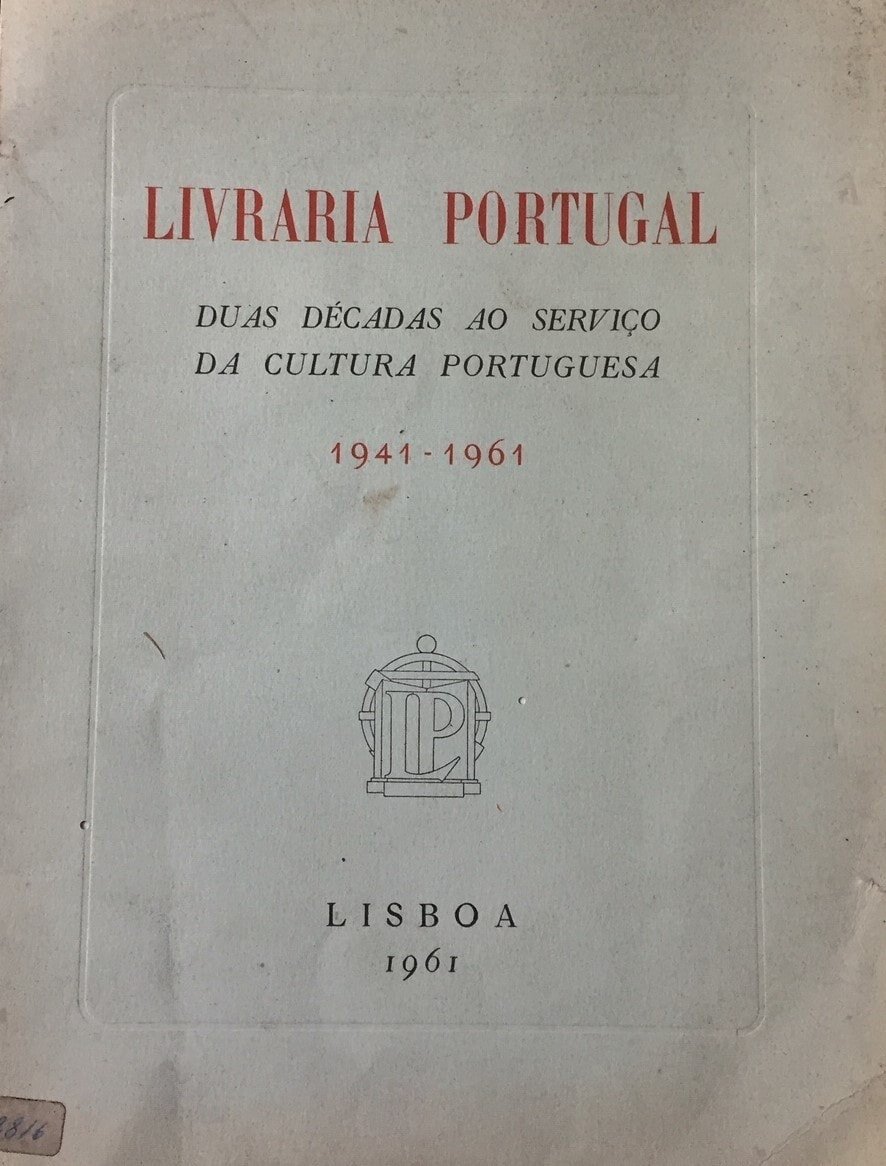 LIVRARIA PORTUGAL
DUAS DÉCADAS AO SERVIÇO
DA CULTURA PORTUGUESA
1941-1961
LP
LISBOA
1961